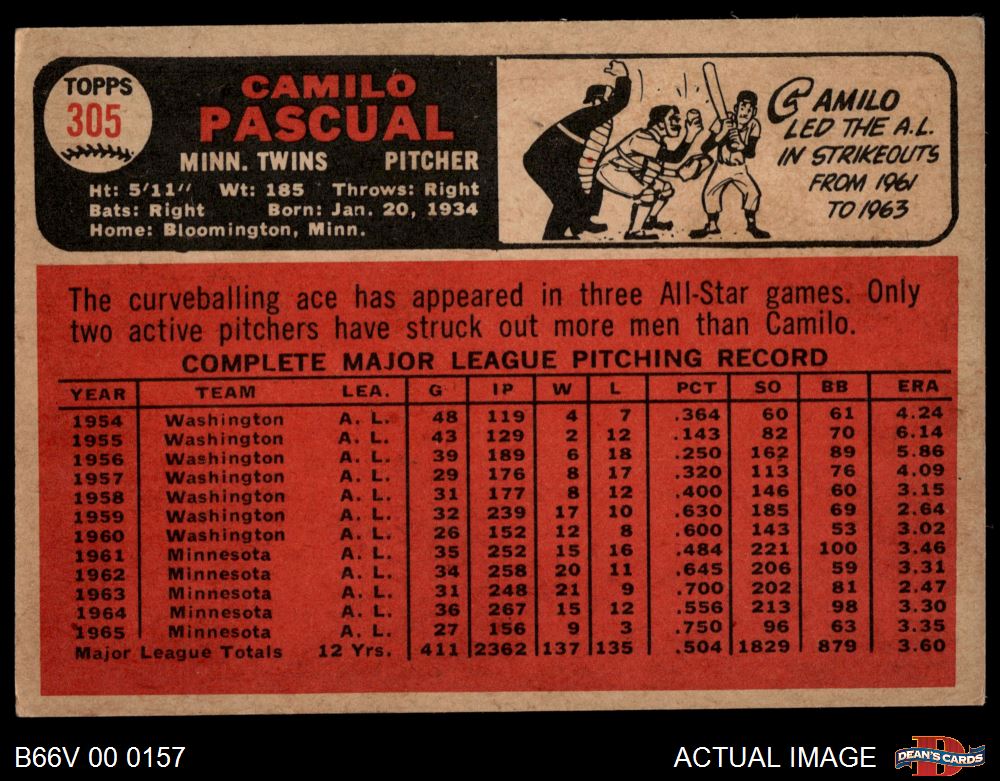 TOPPS
305
CAMILO
PASCUAL
MINN. TWINS PITCHER
Ht: 5'11" Wt: 185 Throws: Right
Bats: Right Born: Jan. 20, 1934
Home: Bloomington, Minn.
CAMILO
LED THE A.L.
IN STRIKEOUTS
FROM 1961
TO 1963
The curveballing ace has appeared in three All-Star games. Only
two active pitchers have struck out more men than Camilo.
COMPLETE MAJOR LEAGUE PITCHING RECORD
YEAR TEAM LEA. G IP W L PCT SO BB ERA
1954 Washington A. L. 48 119 4 7 .364 60 61 4.24
1955 Washington A. L. 43 129 2 12 .143 82 70 6.14
1956 Washington A. L. 39 189 6 18 .250 162 89 5.86
1957 Washington A. L. 29 176 8 17 .320 113 76 4.09
1958 Washington A. L. 31 177 8 12 .400 146 60 3.15
1959 Washington A. L. 32 239 17 10 .630 185 69 2.64
1960 Washington A. L. 26 152 12 8 .600 143 53 3.02
1961 Minnesota A. L. 35 252 15 16 .484 221 100 3.46
1962 Minnesota A. L. 34 258 20 11 .645 206 59 3.31
1963 Minnesota A. L. 31 248 21 9 .700 202 81 2.47
1964 Minnesota A. L. 36 267 15 12 .556 213 98 3.30
1965 Minnesota A. L. 27 156 9 3 .750 96 63 3.35
Major League Totals 12 Yrs. 411 2362 137 135 .504 1829 879 3.60
B66V 00 0157
ACTUAL IMAGE
D
DEAN'S CARDS